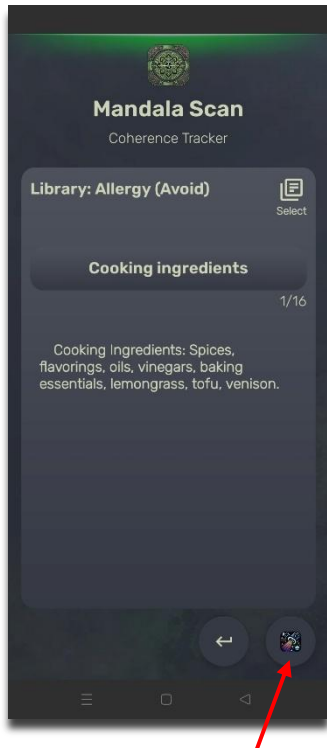 Mandala Scan
Coherence Tracker
Library: Allergy (Avoid)
Select
Cooking ingredients
1/16
Cooking Ingredients: Spices,
flavorings, oils, vinegars, baking
essentials, lemongrass, tofu, venison.